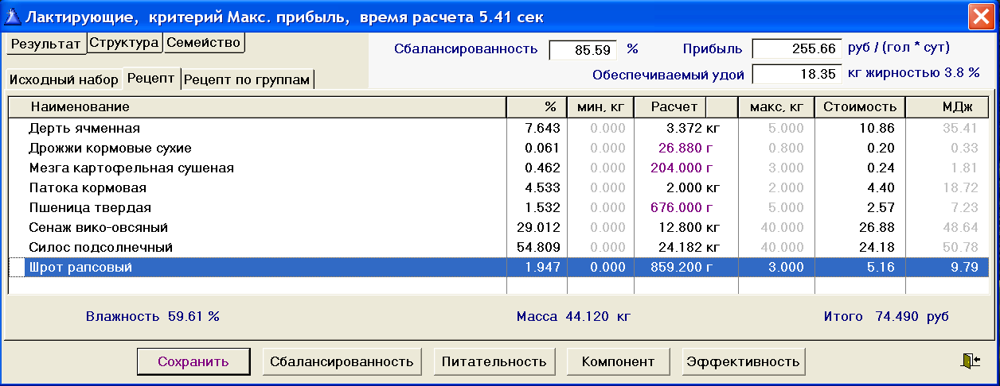 Лактирующие, критерий Макс. прибыль, время расчета 5.41 сек
Результат Структура Семейство
Сбалансированность 85.59 % Прибыль 255.66 руб / (гол * сут)
Исходный набор Рецепт Рецепт по группам
Обеспечиваемый удой 18.35 кг жирностью 3.8 %
Наименование % мин, кг Расчет макс, кг Стоимость МДж
Дерть ячменная 7.643 0.000 3.372 кг 5.000 10.86 35.41
Дрожжи кормовые сухие 0.061 0.000 26.880 г 0.800 0.20 0.33
Мезга картофельная сушеная 0.462 0.000 204.000 г 3.000 0.24 1.81
Патока кормовая 4.533 0.000 2.000 кг 2.000 4.40 18.72
Пшеница твердая 1.532 0.000 676.000 г 5.000 2.57 7.23
Сенаж вико-овсяный 29.012 0.000 12.800 кг 40.000 26.88 48.64
Силос подсолнечный 54.809 0.000 24.182 кг 40.000 24.18 50.78
Шрот рапсовый 1.947 0.000 859.200 г 3.000 5.16 9.79
Влажность 59.61 % Масса 44.120 кг Итого 74.490 руб
Сохранить Сбалансированность Питательность Компонент Эффективность